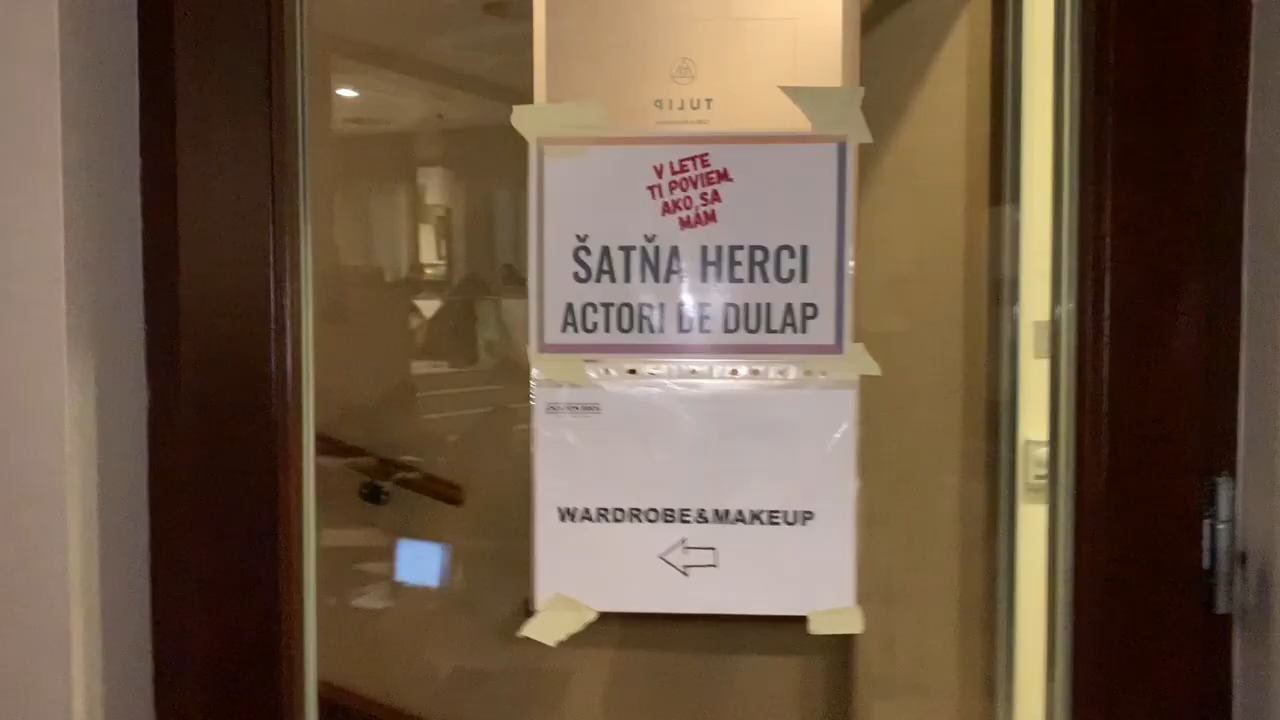 TULIP
V LETE
TI POVIEM,
AKO SA
MÁM
ŠATŇA HERCI
ACTORI DE DULAP
WARDROBE&MAKEUP